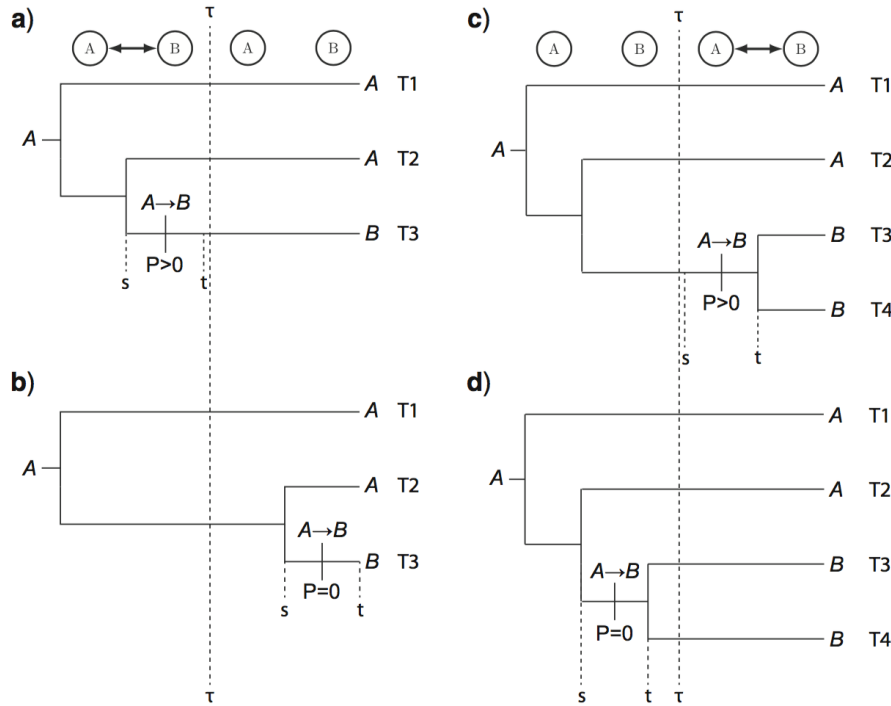 a)
τ
A B A B
A T1
A
A T2
A→B
B T3
P>0
s t
b)
A T1
A
A T2
A→B
B T3
P=0
s t
τ
c)
τ
A B A B
A T1
A
A T2
A→B
B T3
P>0
B T4
s t
d)
A T1
A
A T2
A→B
B T3
P=0
B T4
s t τ